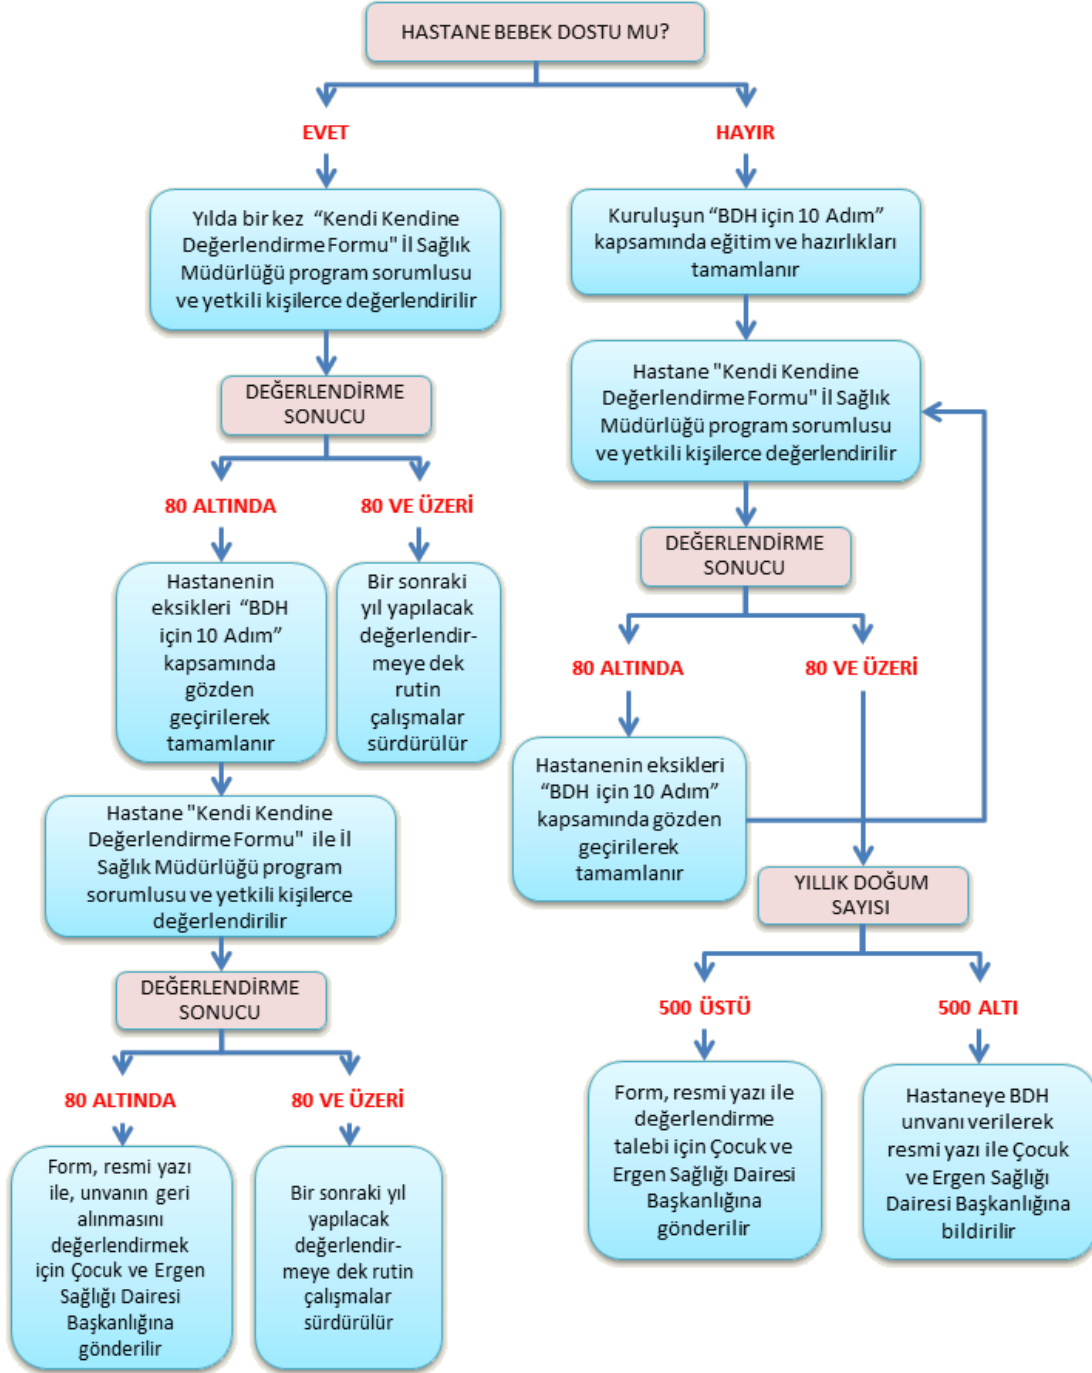 HASTANE BEBEK DOSTU MU?
EVET
HAYIR
Yılda bir kez “Kendi Kendine
Değerlendirme Formu" İl Sağlık
Müdürlüğü program sorumlusu
ve yetkili kişilerce değerlendirilir
Kuruluşun “BDH için 10 Adım”
kapsamında eğitim ve hazırlıkları
tamamlanır
DEĞERLENDİRME
SONUCU
Hastane "Kendi Kendine
Değerlendirme Formu" İl Sağlık
Müdürlüğü program sorumlusu
ve yetkili kişilerce değerlendirilir
80 ALTINDA
80 VE ÜZERİ
Hastanenin
eksikleri “BDH
için 10 Adım”
kapsamında
gözden
geçirilerek
tamamlanır
Bir sonraki
yıl yapılacak
değerlendir-
meye dek
rutin
çalışmalar
sürdürülür
DEĞERLENDİRME
SONUCU
80 ALTINDA
80 VE ÜZERİ
Hastanenin eksikleri
“BDH için 10 Adım”
kapsamında gözden
geçirilerek
tamamlanır
Hastane "Kendi Kendine
Değerlendirme Formu" ile İl
Sağlık Müdürlüğü program
sorumlusu ve yetkili kişilerce
değerlendirilir
YILLIK DOĞUM
SAYISI
DEĞERLENDİRME
SONUCU
500 ÜSTÜ
500 ALTI
80 ALTINDA
80 VE ÜZERİ
Form, resmi yazı
ile, unvanın geri
alınmasını
değerlendirmek
için Çocuk ve Ergen
Sağlığı Dairesi
Başkanlığına
gönderilir
Bir sonraki yıl
yapılacak
değerlendir-
meye dek rutin
çalışmalar
sürdürülür
Form, resmi yazı ile
değerlendirme
talebi için Çocuk ve
Ergen Sağlığı Dairesi
Başkanlığına
gönderilir
Hastaneye BDH
unvanı verilerek
resmi yazı ile Çocuk
ve Ergen Sağlığı
Dairesi Başkanlığına
bildirilir